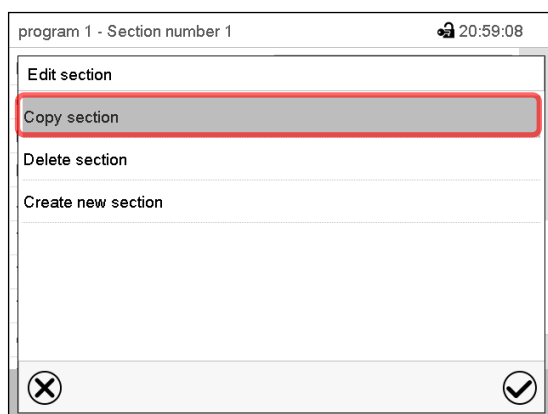 program 1 - Section number 1 20:59:08
Edit section
Copy section
Delete section
Create new section